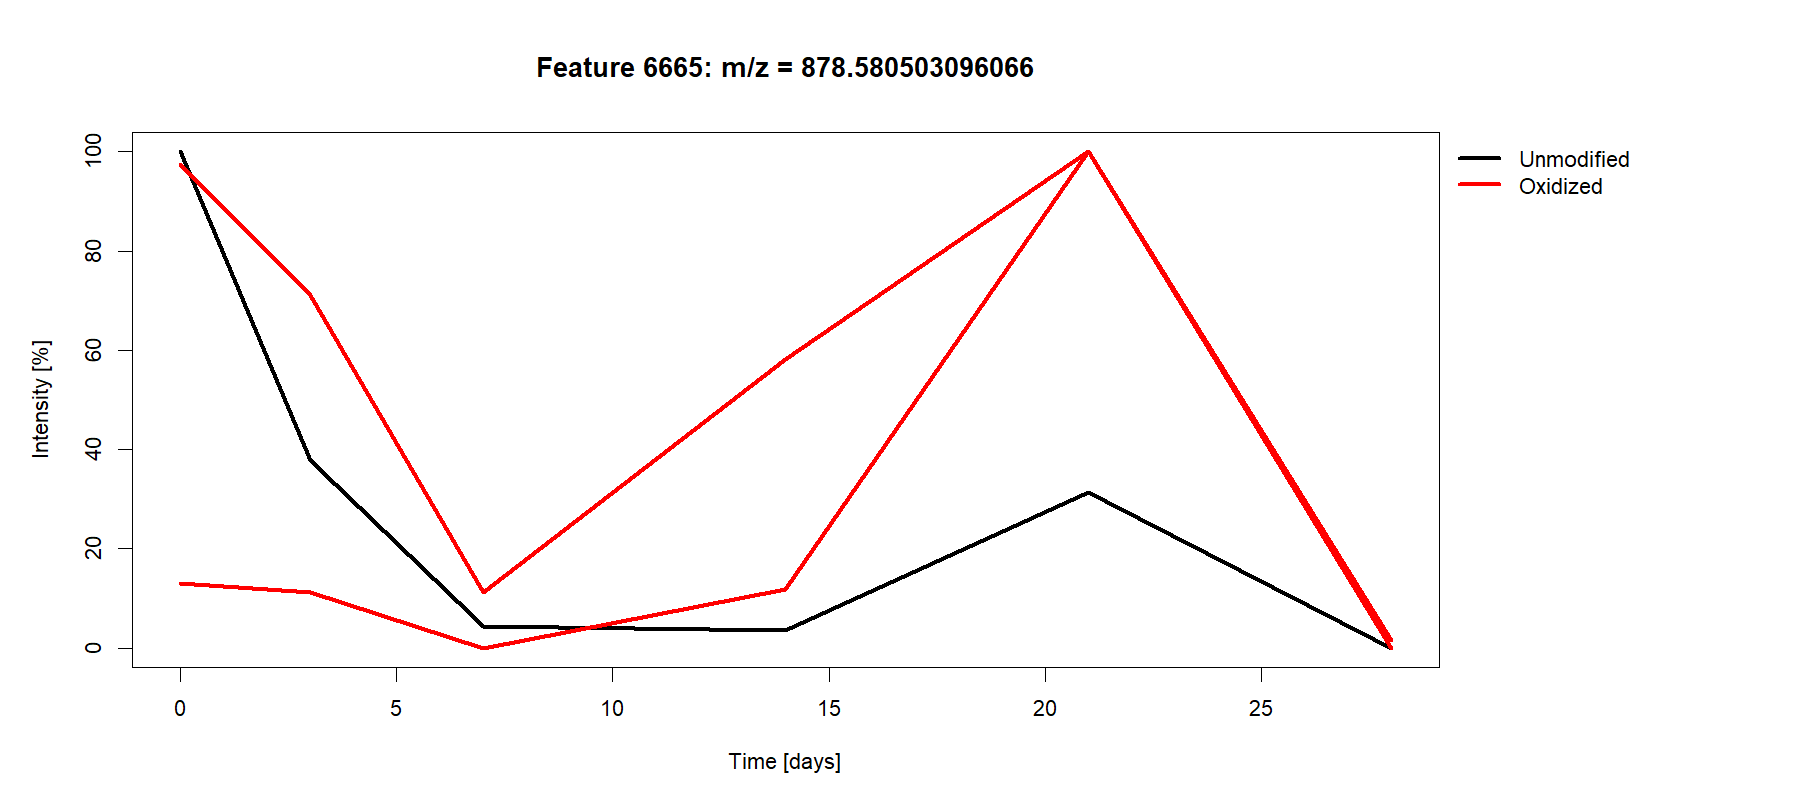 Feature 6665: m/z = 878.580503096066
Unmodified
Oxidized
Intensity [%]
100
80
60
40
20
0
0 5 10 15 20 25
Time [days]